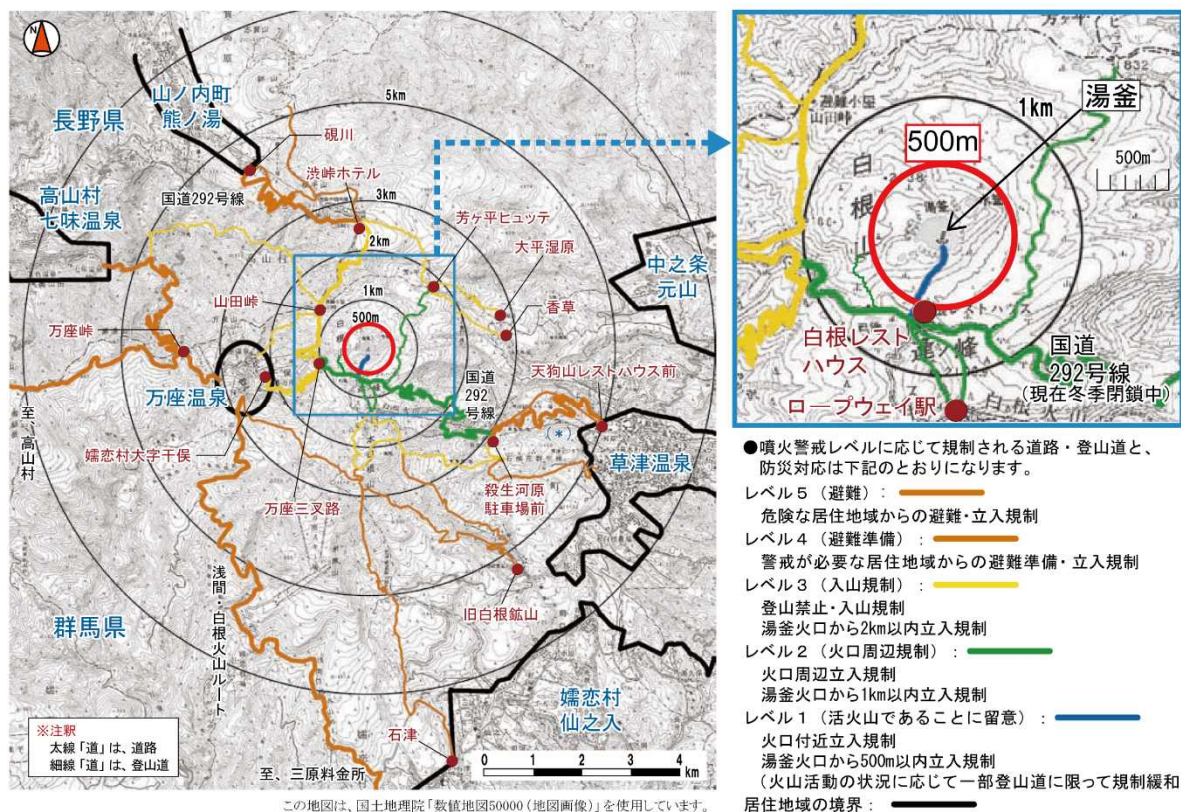 N
5km
3km
2km
1km
500m
長野県
山ノ内町
熊ノ湯
硯川
渋峠ホテル
国道292号線
高山村
七味温泉
芳ヶ平ヒュッテ
大平湿原
中之条
元山
山田峠
香草
万座峠
天狗山レストハウス前
万座温泉
国道
292
号線
(*)
草津温泉
至、高山村
嬬恋村大字干俣
万座三叉路
殺生河原
駐車場前
浅間・白根火山ルート
旧白根鉱山
群馬県
嬬恋村
仙之入
石津
※注釈
太線「道」は、道路
細線「道」は、登山道
至、三原料金所
0 1 2 3 4
km
この地図は、国土地理院「数値地図50000(地図画像)」を使用しています。
芳ヶ平
832
湯釜
1km
500m
500m
避難小屋
山田峠
白根山
湯釜
白根レスト
ハウス
逢ノ峰
国道
292号線
(現在冬季閉鎖中)
ロープウェイ駅
●噴火警戒レベルに応じて規制される道路・登山道と、
防災対応は下記のとおりになります。
レベル5(避難):
危険な居住地域からの避難・立入規制
レベル4(避難準備):
警戒が必要な居住地域からの避難準備・立入規制
レベル3(入山規制):
登山禁止・入山規制
湯釜火口から2km以内立入規制
レベル2(火口周辺規制):
火口周辺立入規制
湯釜火口から1km以内立入規制
レベル1(活火山であることに留意):
火口付近立入規制
湯釜火口から500m以内立入規制
(火山活動の状況に応じて一部登山道に限って規制緩和
居住地域の境界: